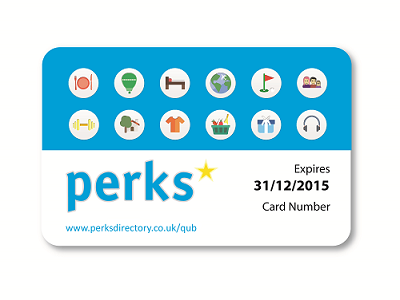 perks
Expires
31/12/2015
Card Number
www.perksdirectory.co.uk/qub